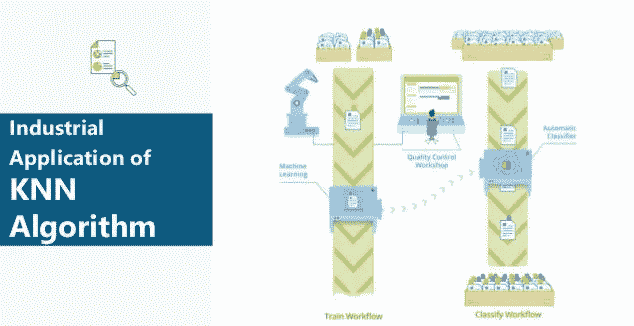 Industrial
Application of
KNN
Algorithm
Machine
Learning
Quality Control
Workshop
Automatic
Classifier
Train Workflow
Classify Workflow